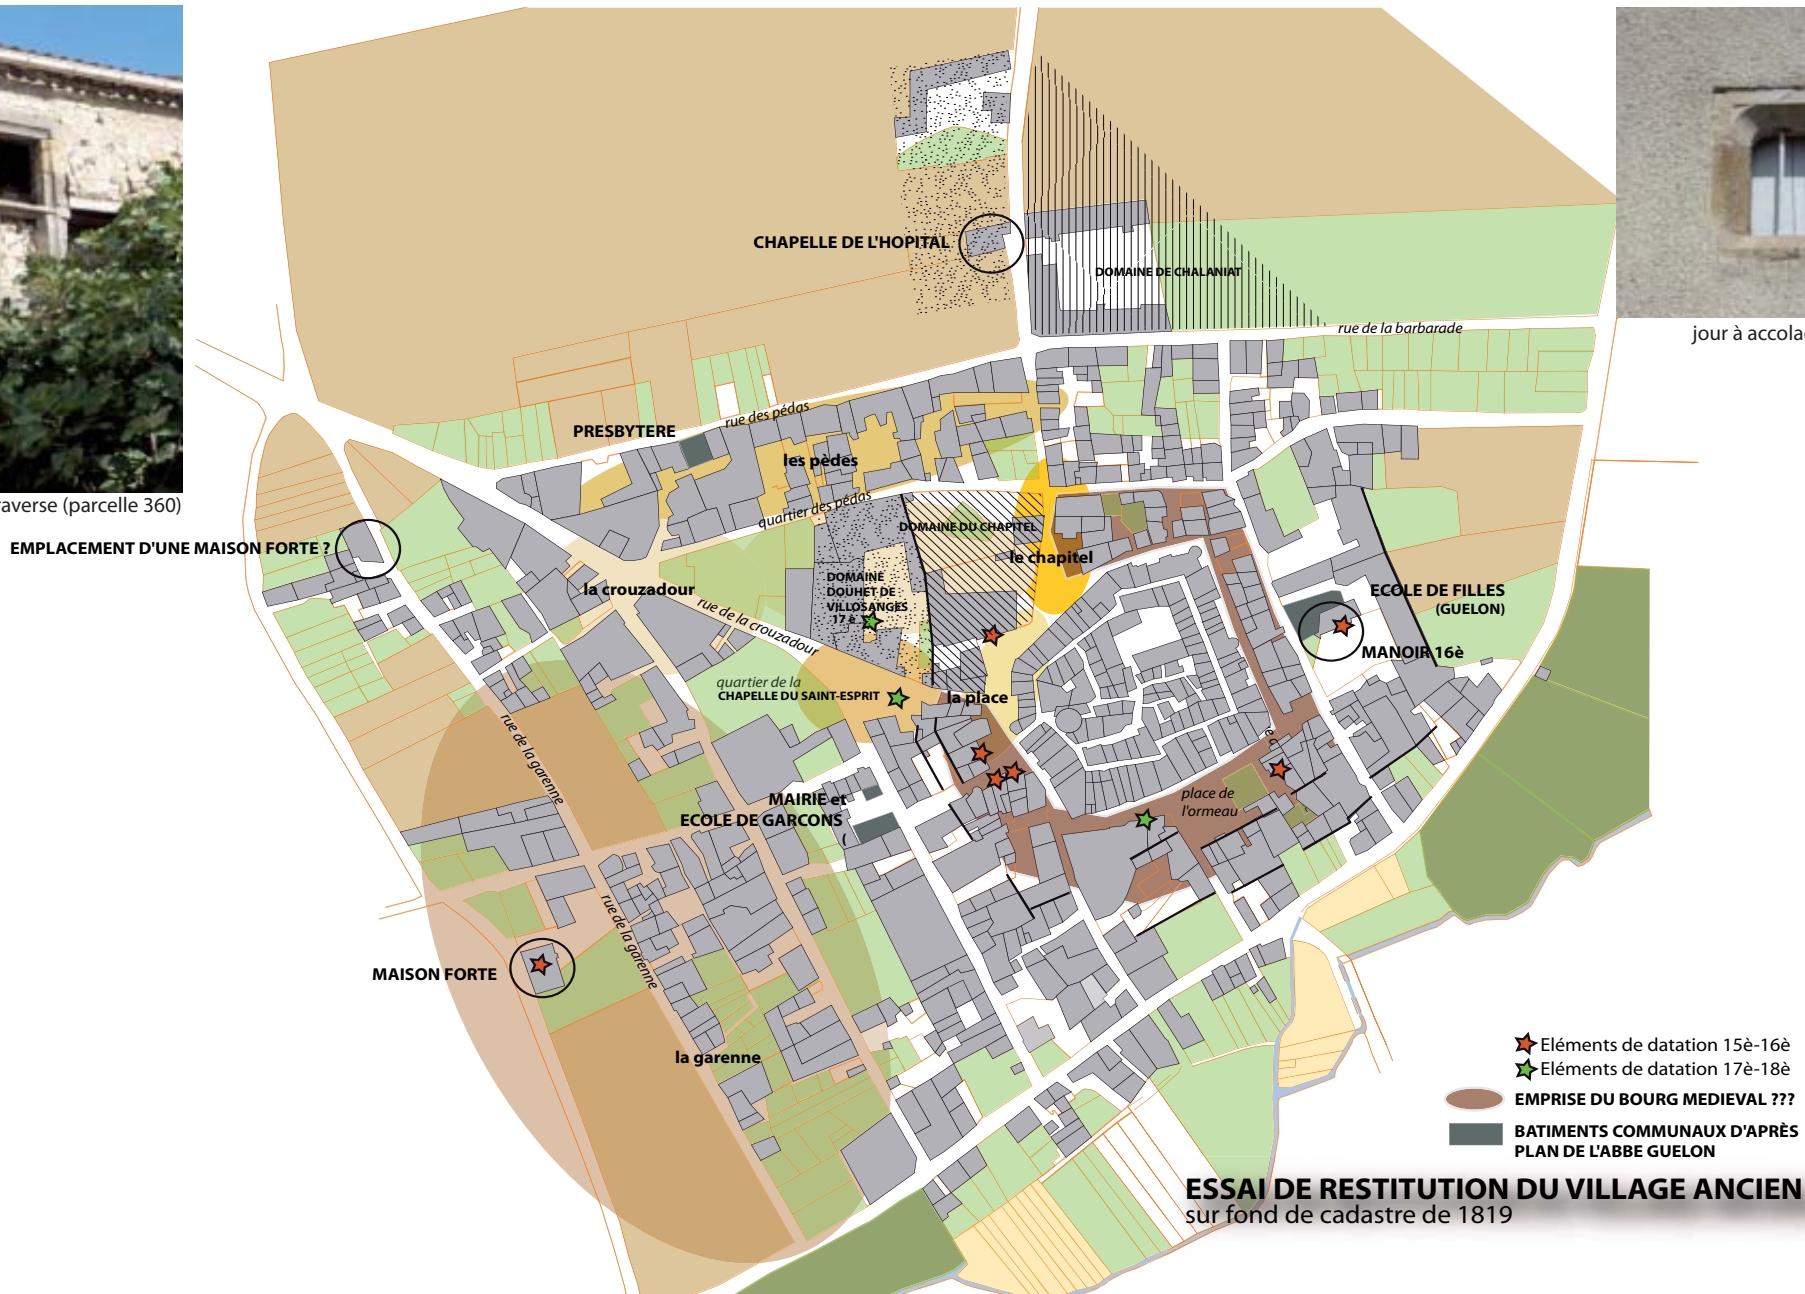 CHAPELLE DE L'HOPITAL
DOMAINE DE CHALANIAT
rue de la barbarade
jour à accola
rue des pédas
PRESBYTERE
les pèdes
averse (parcelle 360)
quartier des pédas
DOMAINE DU CHAPITEL
EMPLACEMENT D'UNE MAISON FORTE ?
le chapitel
la crouzadour
DOMAINE
DOUHET DE
VILLOSANGES
17 è
rue de la crouzadour
ECOLE DE FILLES
(GUELON)
MANOIR 16è
quartier de la
CHAPELLE DU SAINT-ESPRIT
la place
rue de la garenne
MAIRIE et
ECOLE DE GARCONS
(
place de
l'ormeau
rue de la garenne
MAISON FORTE
la garenne
Eléments de datation 15è-16è
Eléments de datation 17è-18è
EMPRISE DU BOURG MEDIEVAL ???
BATIMENTS COMMUNAUX D'APRÈS
PLAN DE L'ABBE GUELON
ESSAI DE RESTITUTION DU VILLAGE ANCIEN
sur fond de cadastre de 1819